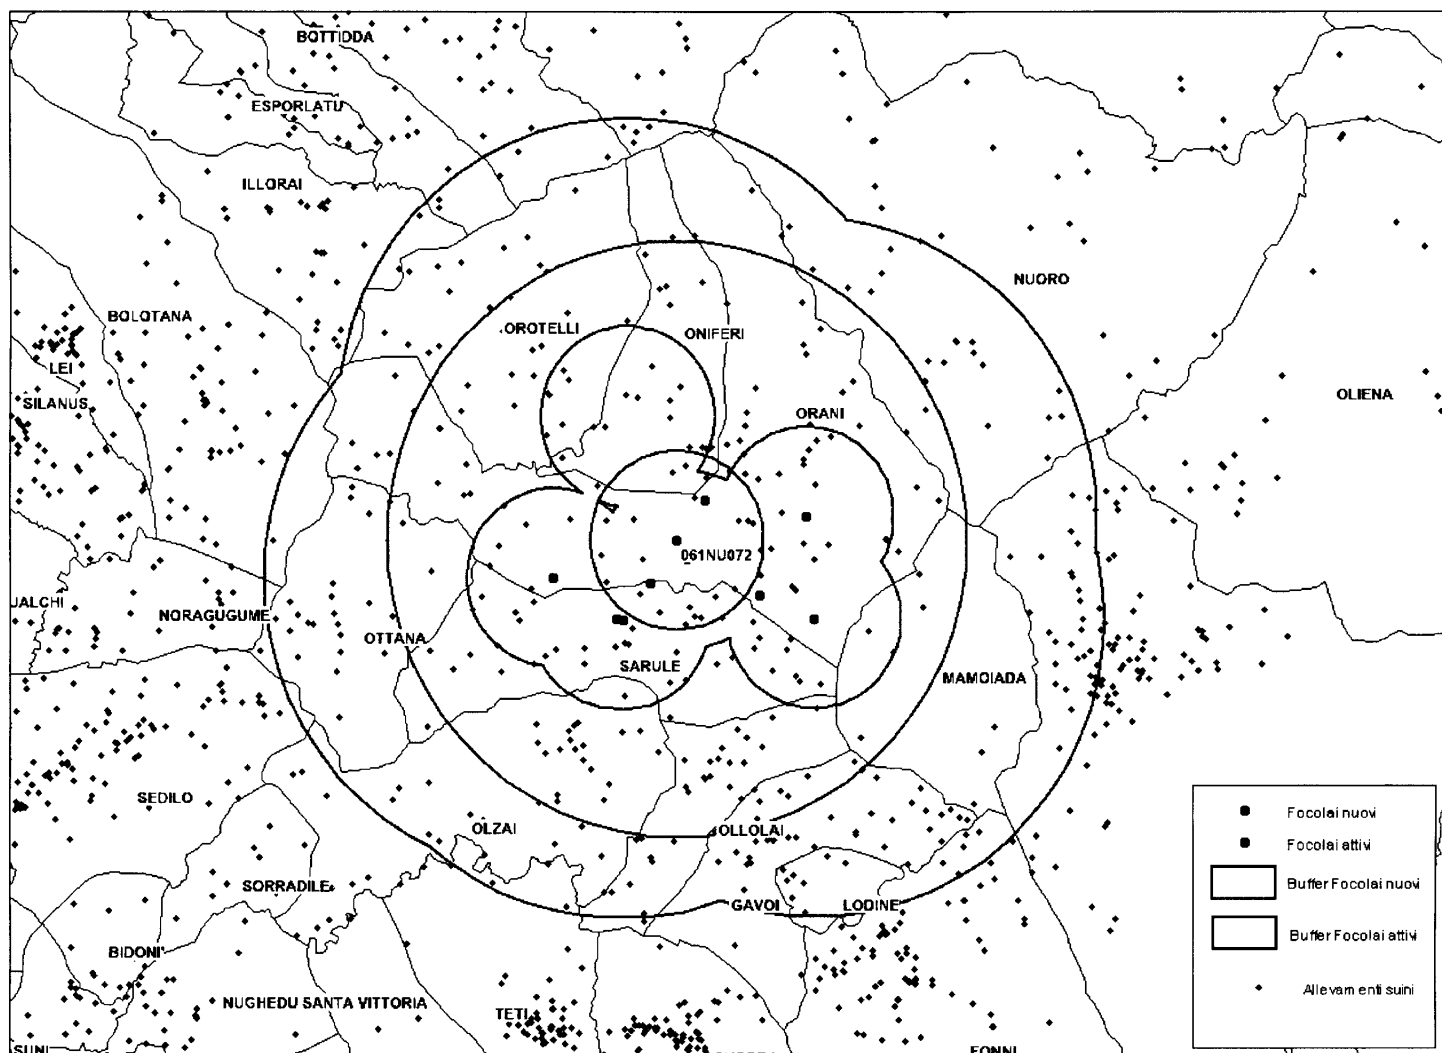 BOTTIDDA
ESPORLATU
ILLORAI
NUORO
BOLOTANA
OROTELLI
ONIFERI
LEI
OLIENA
SILANUS
ORANI
061NU072
JALCHI
NORAGUGUME
OTTANA
SARULE
MAMOIADA
SEDILO
OLZAI
OLLOLAI
SORRADILE
GAVOI
LODINE
BIDONI'
NUGHEDU SANTA VITTORIA
TETI
SUNI
FONNI
Focolai nuovi
Focolai attivi
Buffer Focolai nuovi
Buffer Focolai attivi
Allevamenti suini